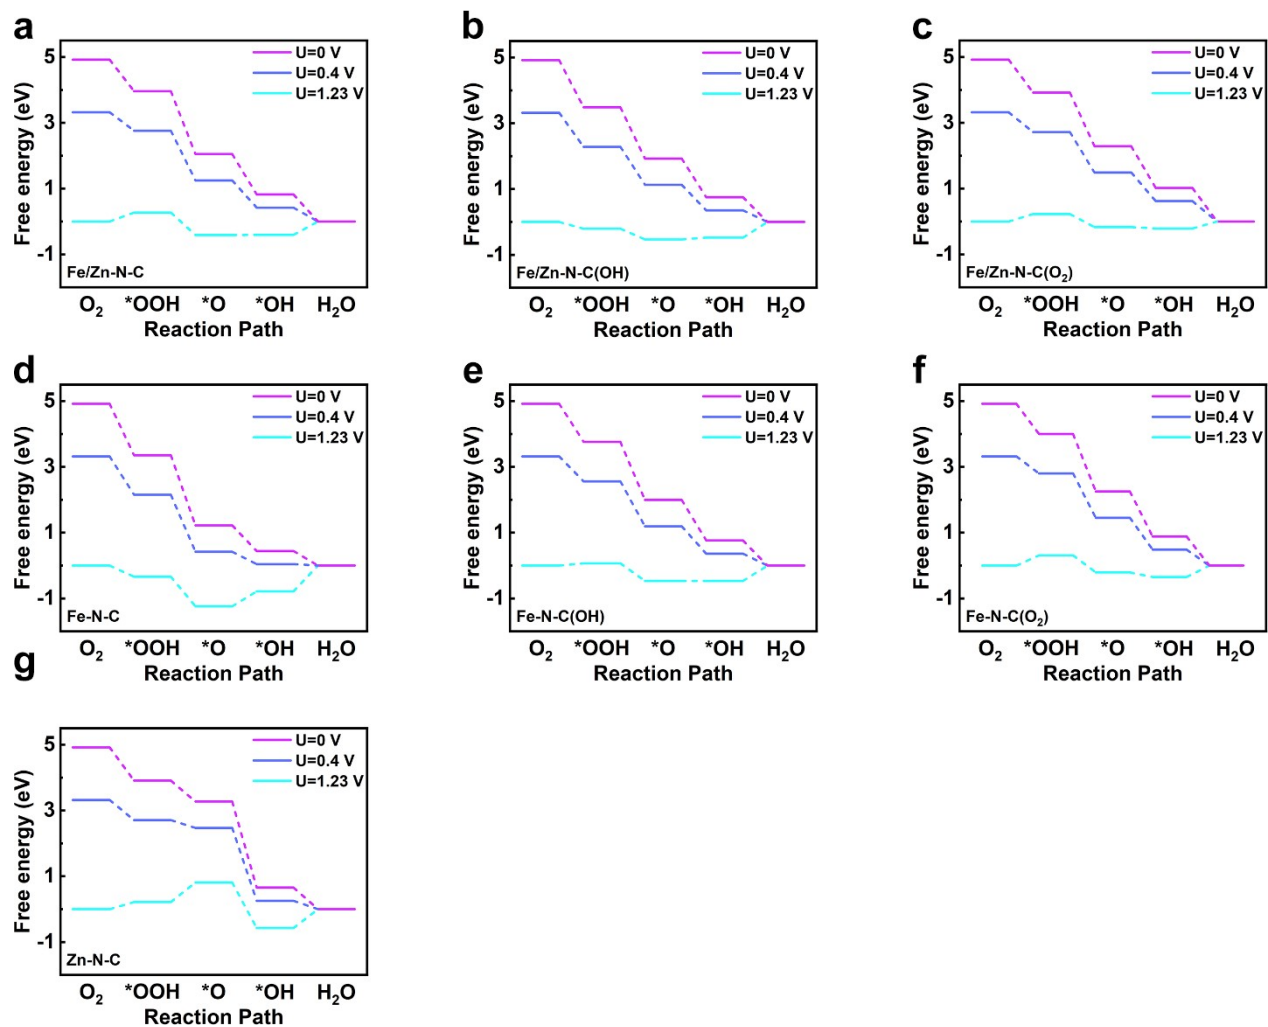 a
5
3
1
-1
Free energy (eV)
U=0 V
U=0.4 V
U=1.23 V
Fe/Zn-N-C
O₂ *OOH *O *OH H₂O
Reaction Path
b
5
3
1
-1
Free energy (eV)
U=0 V
U=0.4 V
U=1.23 V
Fe/Zn-N-C(OH)
O₂ *OOH *O *OH H₂O
Reaction Path
c
5
3
1
-1
Free energy (eV)
U=0 V
U=0.4 V
U=1.23 V
Fe/Zn-N-C(O₂)
O₂ *OOH *O *OH H₂O
Reaction Path
d
5
3
1
-1
Free energy (eV)
U=0 V
U=0.4 V
U=1.23 V
Fe-N-C
O₂ *OOH *O *OH H₂O
Reaction Path
e
5
3
1
-1
Free energy (eV)
U=0 V
U=0.4 V
U=1.23 V
Fe-N-C(OH)
O₂ *OOH *O *OH H₂O
Reaction Path
f
5
3
1
-1
Free energy (eV)
U=0 V
U=0.4 V
U=1.23 V
Fe-N-C(O₂)
O₂ *OOH *O *OH H₂O
Reaction Path
g
5
3
1
-1
Free energy (eV)
U=0 V
U=0.4 V
U=1.23 V
Zn-N-C
O₂ *OOH *O *OH H₂O
Reaction Path